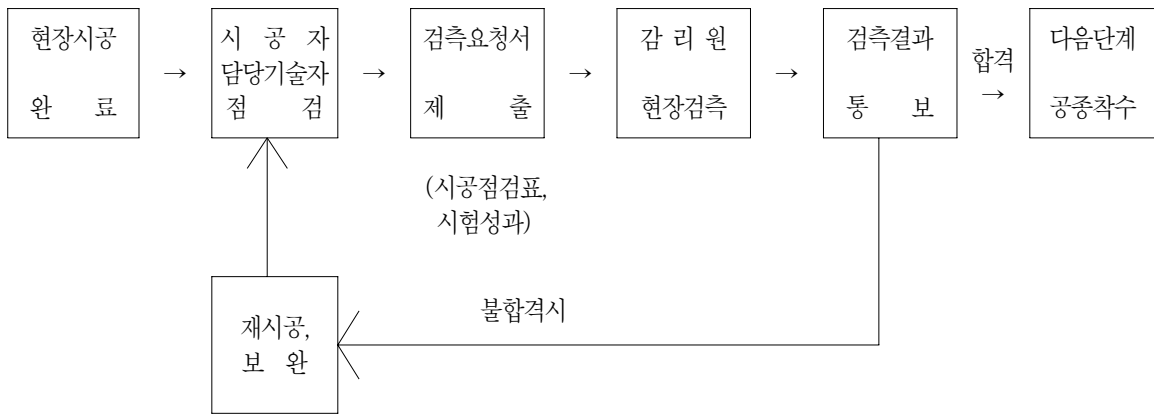 현장시공
완 료
→
시 공 자
담당기술자
점 검
→
검측요청서
제 출
→
감 리 원
현장검측
→
검측결과
통 보
합격
→
다음단계
공종착수
(시공점검표,
시험성과)
불합격시
재시공,
보 완